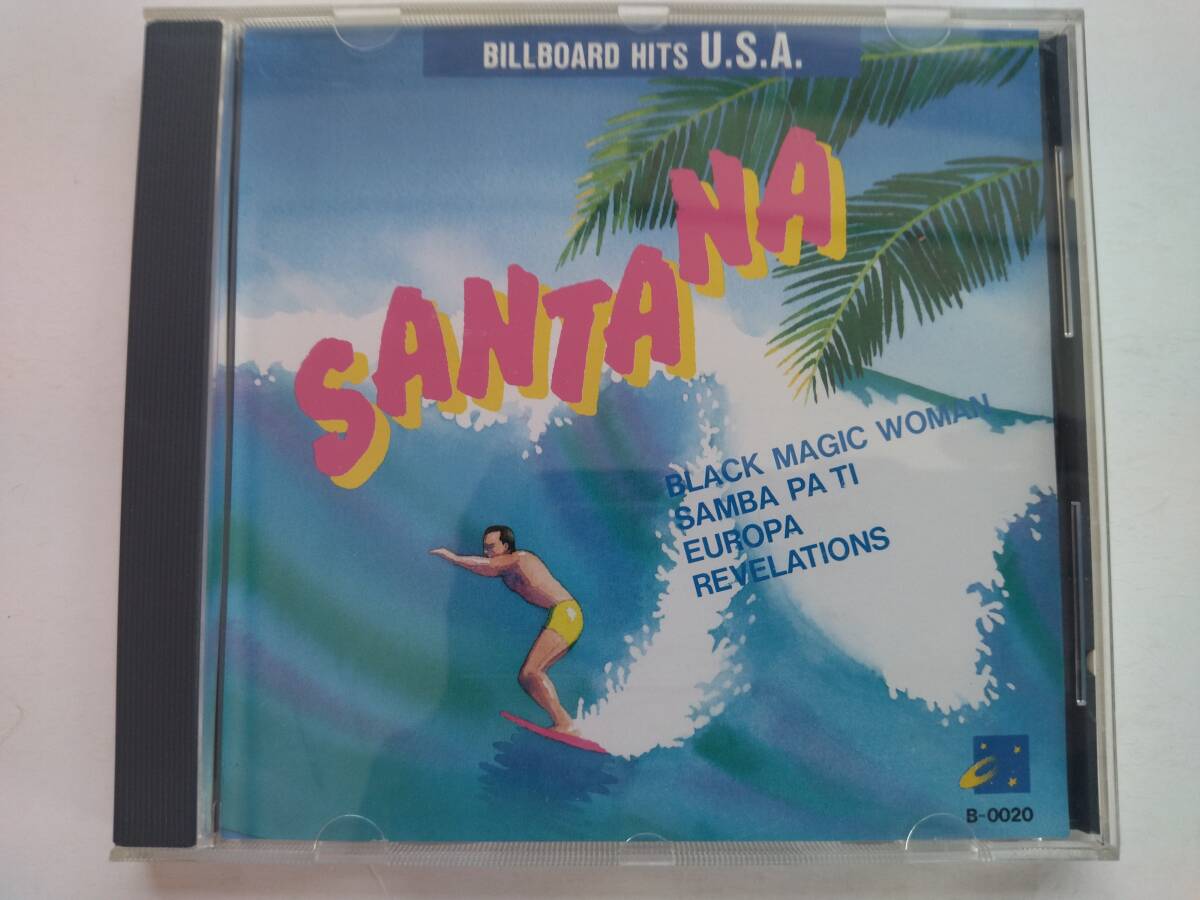 BILLBOARD HITS U.S.A.
SANTANA
BLACK MAGIC WOMAN
SAMBA PA TI
EUROPA
REVELATIONS
B-0020